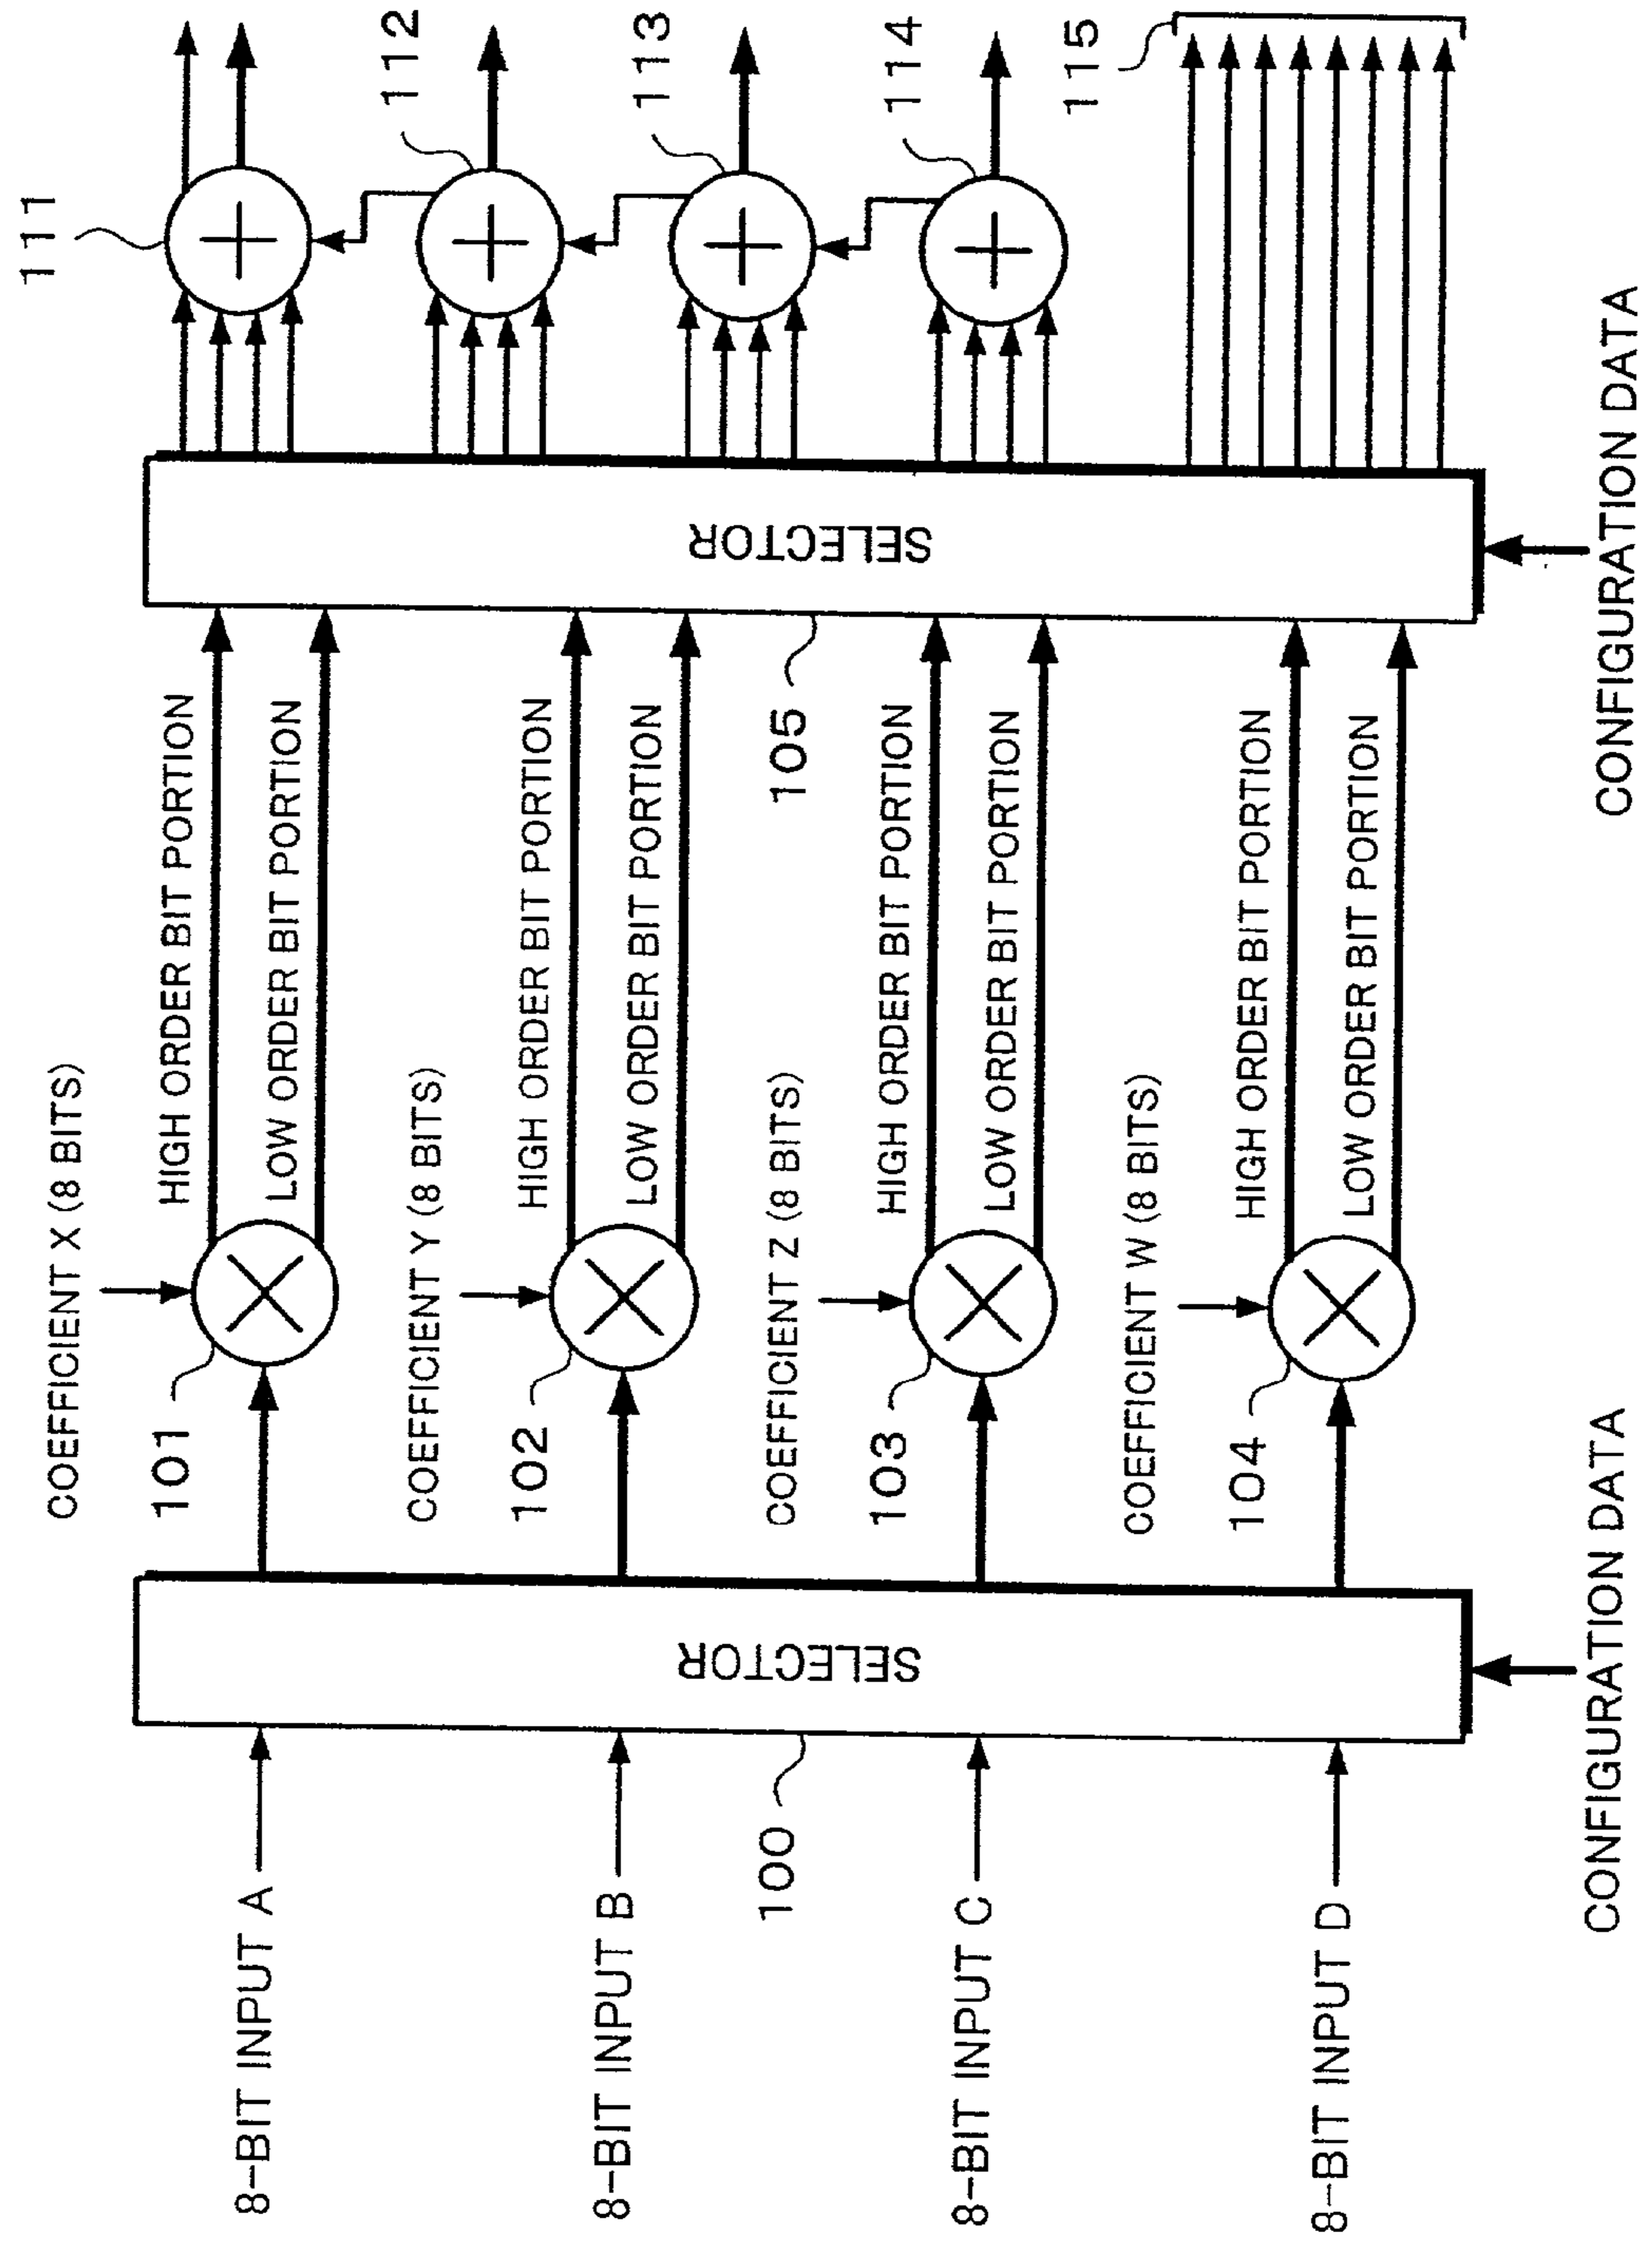 8-BIT INPUT A
8-BIT INPUT B
8-BIT INPUT C
8-BIT INPUT D
100
SELECTOR
CONFIGURATION DATA
COEFFICIENT X (8 BITS)
101
HIGH ORDER BIT PORTION
LOW ORDER BIT PORTION
COEFFICIENT Y (8 BITS)
102
HIGH ORDER BIT PORTION
LOW ORDER BIT PORTION
COEFFICIENT Z (8 BITS)
103
HIGH ORDER BIT PORTION
LOW ORDER BIT PORTION
COEFFICIENT W (8 BITS)
104
HIGH ORDER BIT PORTION
LOW ORDER BIT PORTION
105
SELECTOR
CONFIGURATION DATA
111
112
113
114
115